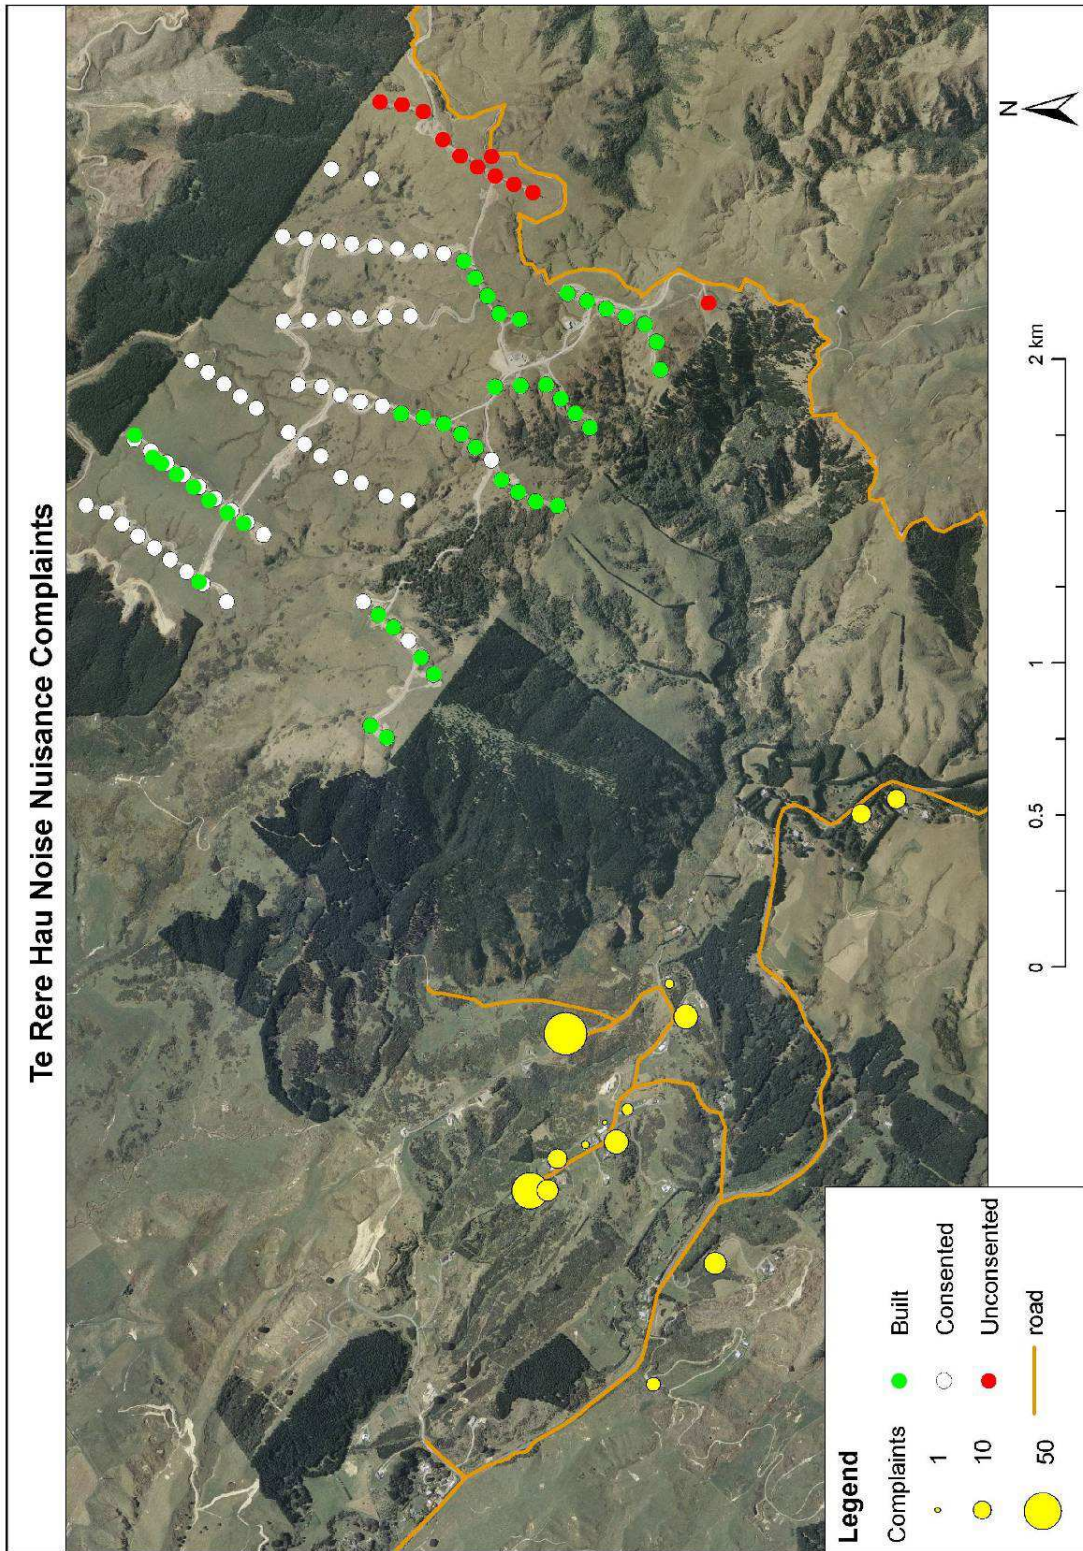 Te Rere Hau Noise Nuisance Complaints
Legend
Complaints
1
10
50
Built
Consented
Unconsented
road
0
0.5
1
2 km
N